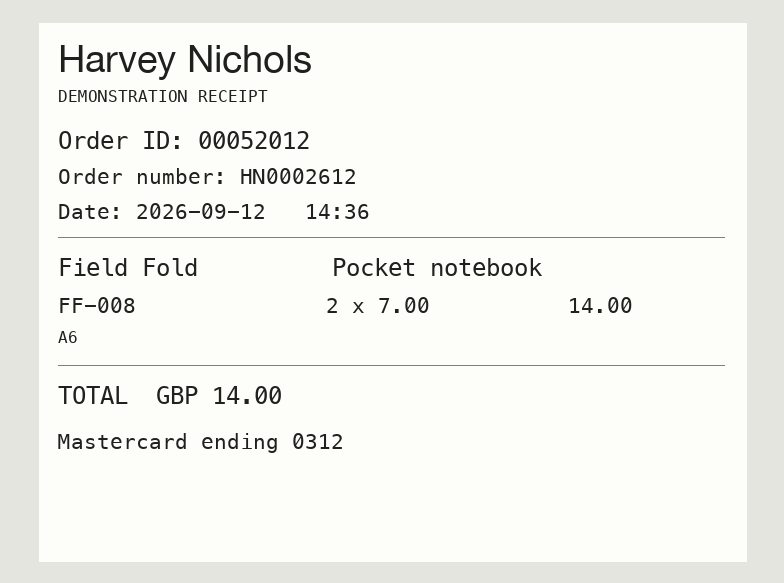 Harvey Nichols
DEMONSTRATION RECEIPT
Order ID: 00052012
Order number: HN0002612
Date: 2026-09-12 14:36
Field Fold Pocket notebook
FF-008 2 x 7.00 14.00
A6
TOTAL GBP 14.00
Mastercard ending 0312